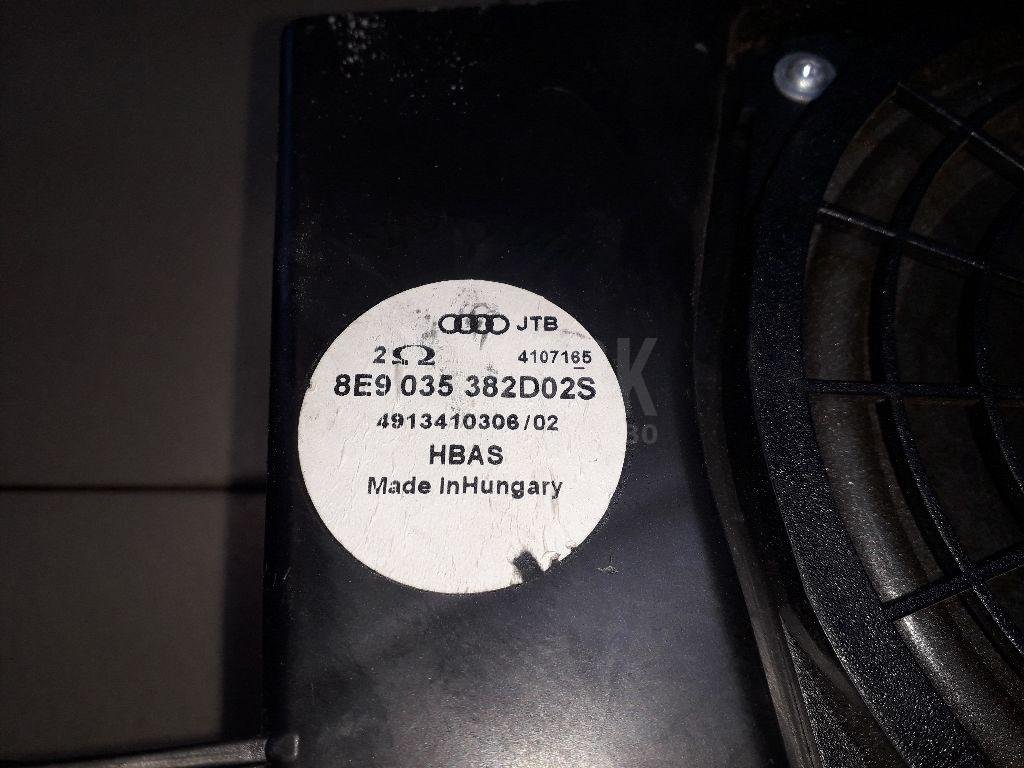 JTB
2Ω 4107165
8E9 035 382D02S
4913410306/02
HBAS
Made InHungary